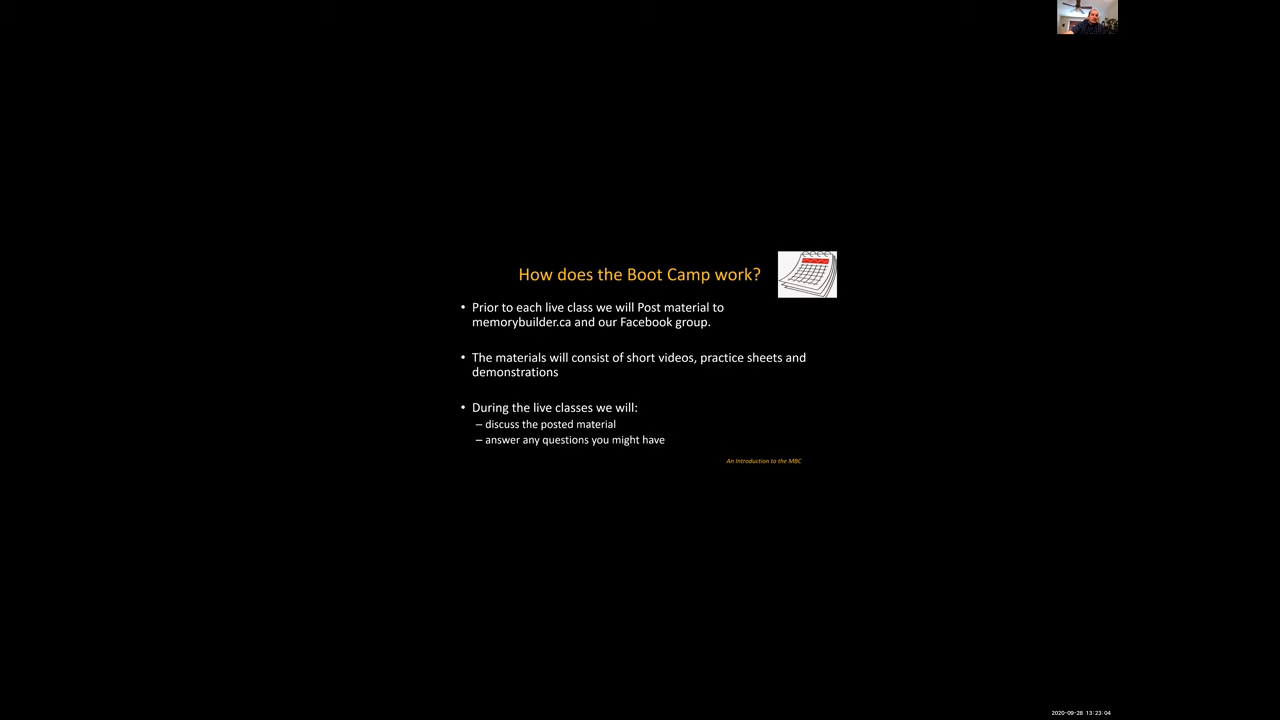 How does the Boot Camp work?
• Prior to each live class we will Post material to
memorybuilder.ca and our Facebook group.
• The materials will consist of short videos, practice sheets and
demonstrations
• During the live classes we will:
– discuss the posted material
– answer any questions you might have
An Introduction to the MBC
2020-09-28 13:23:04